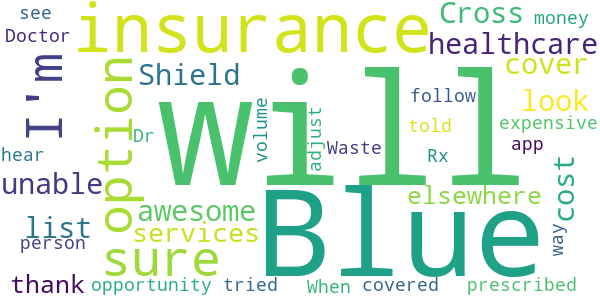 see
Doctor
insurance
Cross
money
healthcare
I'm
option
Shield
Will
cover
look
follow
volume
adjust
Dr
told
expensive
Waste
Rx
app
hear
unable
Blue
elsewhere
cost
awesome
list
services
person
sure
way
thank
opportunity
tried
When
covered
prescribed